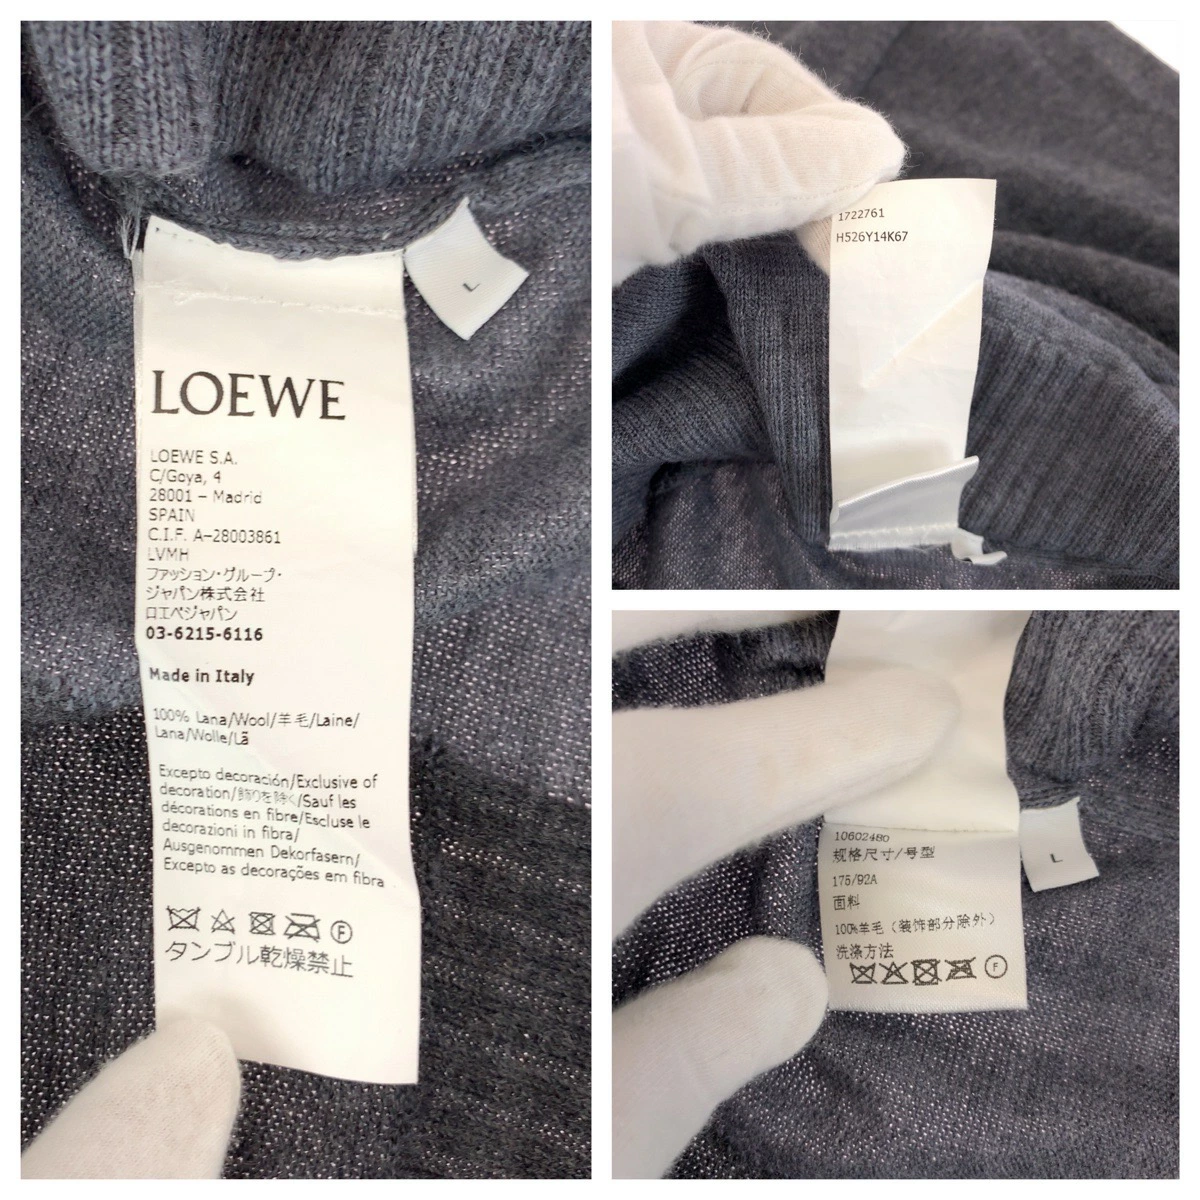 L
LOEWE
LOEWE S.A.
C/Goya, 4
28001 – Madrid
SPAIN
C.I.F. A-28003861
LVMH
ファッション・グループ・
ジャパン株式会社
ロエベジャパン
03-6215-6116
Made in Italy
100% Lana/Wool/羊毛/Laine/
Lana/Wolle/Lã
Excepto decoración/Exclusive of
decoration/飾りを除く/Sauf les
décorations en fibre/Escluse le
decorazioni in fibra/
Ausgenommen Dekorfasern/
Excepto as decorações em fibra
F
タンブル乾燥禁止
1722761
H526Y14K67
10602480
规格尺寸/号型
175/92A
面料
100%羊毛（装饰部分除外）
洗涤方法
F
L